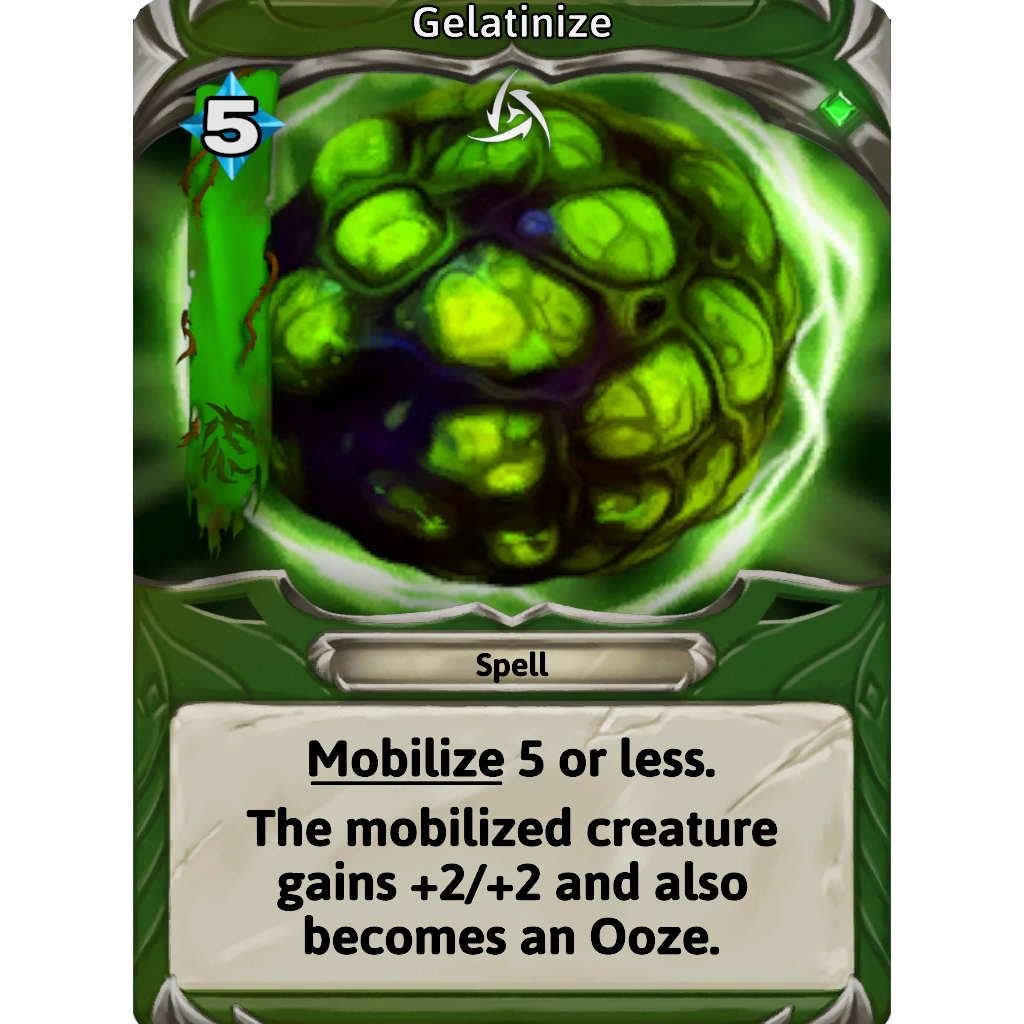 Gelatinize
5
Spell
Mobilize 5 or less.
The mobilized creature
gains +2/+2 and also
becomes an Ooze.